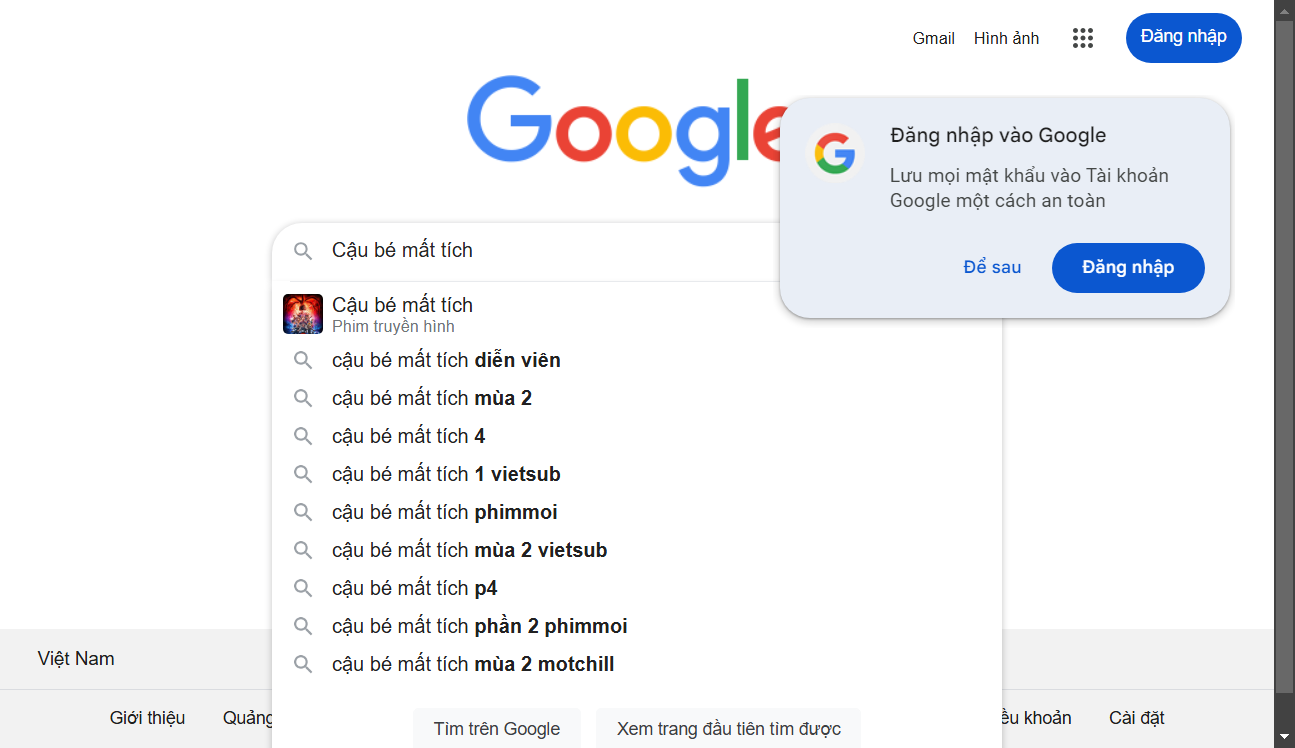 Gmail Hình ảnh Đăng nhập
Google
Đăng nhập vào Google
Lưu mọi mật khẩu vào Tài khoản
Google một cách an toàn
Để sau Đăng nhập
Cậu bé mất tích
Cậu bé mất tích
Phim truyền hình
cậu bé mất tích diễn viên
cậu bé mất tích mùa 2
cậu bé mất tích 4
cậu bé mất tích 1 vietsub
cậu bé mất tích phimmoi
cậu bé mất tích mùa 2 vietsub
cậu bé mất tích p4
cậu bé mất tích phần 2 phimmoi
cậu bé mất tích mùa 2 motchill
Việt Nam
Tìm trên Google Xem trang đầu tiên tìm được
Giới thiệu Quảng khoản Cài đặt